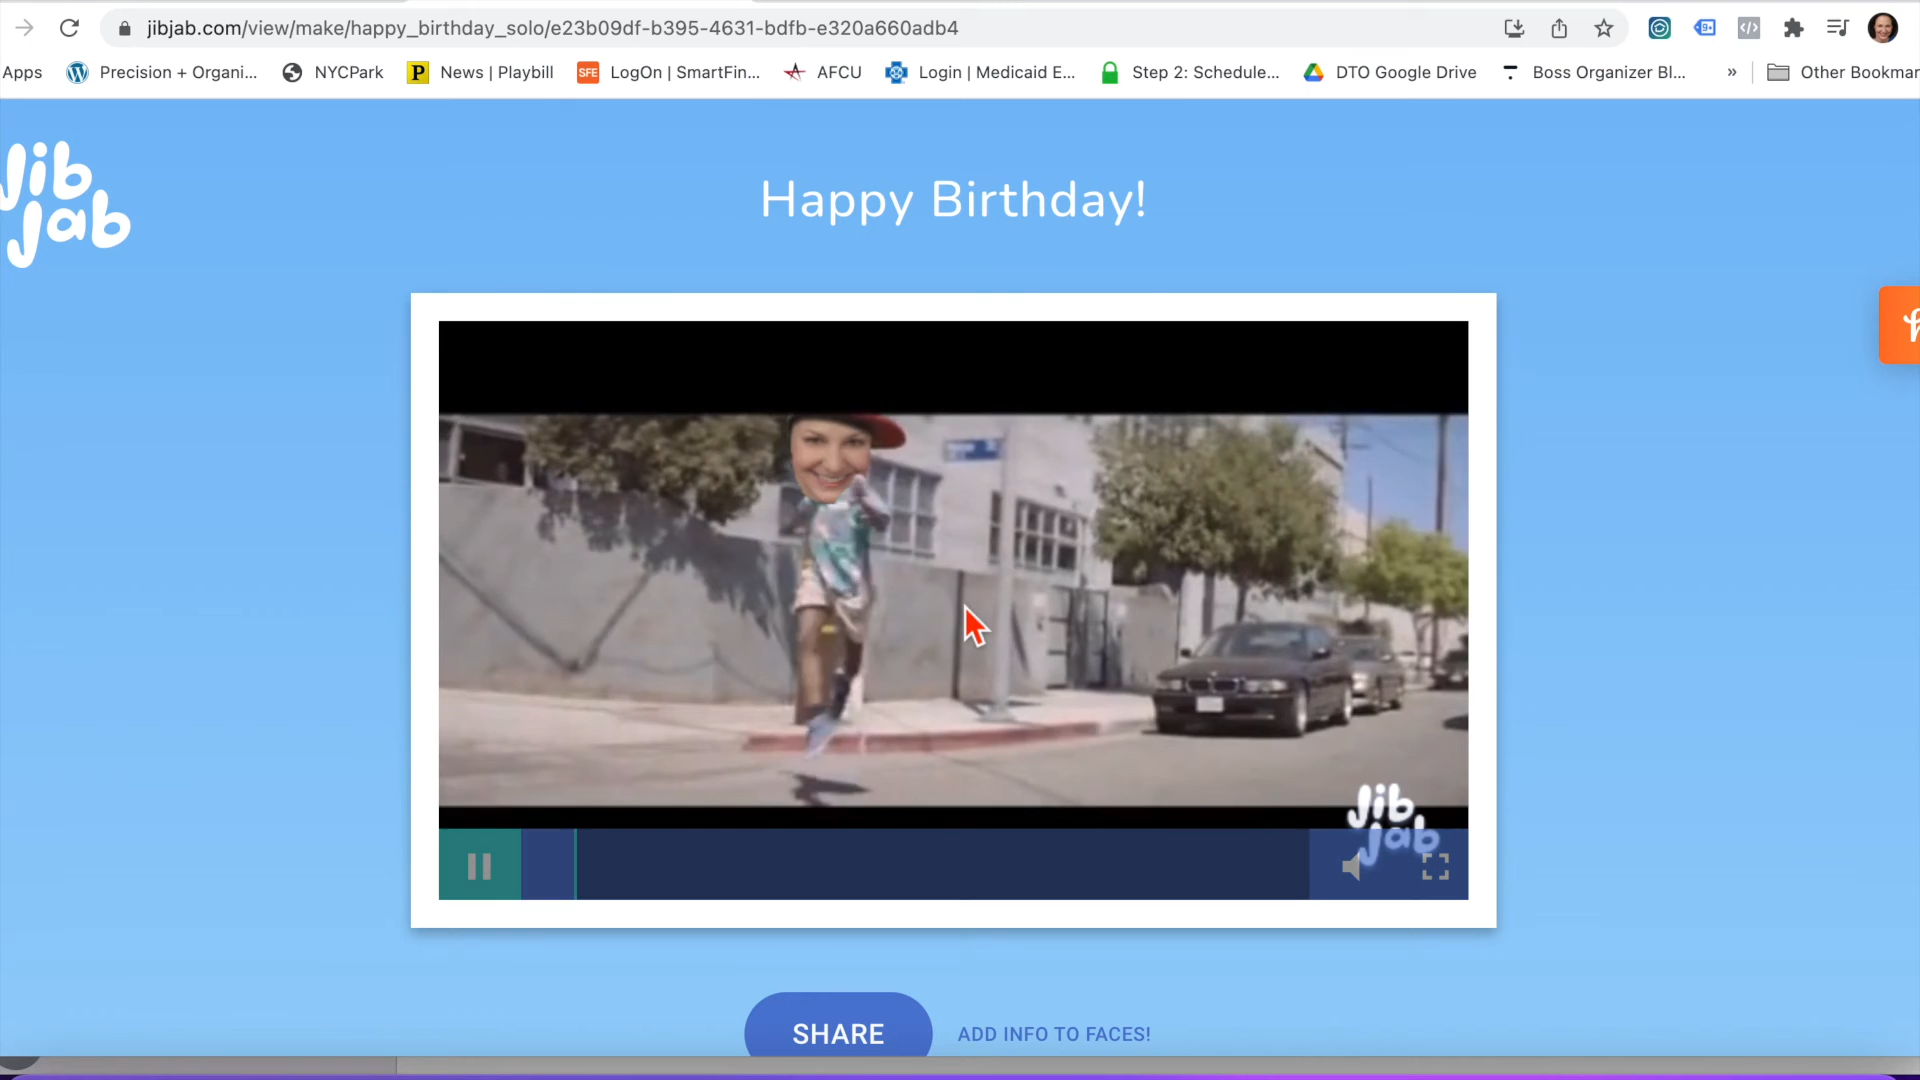 jibjab.com/view/make/happy_birthday_solo/e23b09df-b395-4631-bdfb-e320a660adb4
Apps Precision + Organi... NYCPark P News | Playbill SFE LogOn | SmartFin... AFCU Login | Medicaid E... Step 2: Schedule... DTO Google Drive Boss Organizer Bl... » Other Bookmar
Jib
Jab
Happy Birthday!
Jib
Jab
SHARE
ADD INFO TO FACES!